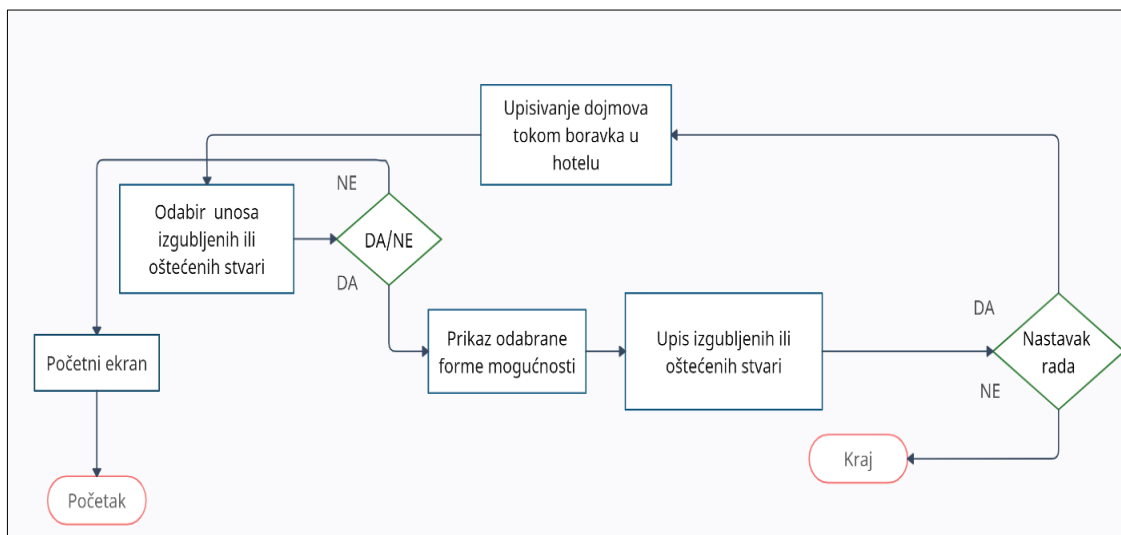 Upisivanje dojmova
tokom boravka u
hotelu
NE
Odabir unosa
izgubljenih ili
oštećenih stvari
DA/NE
DA
Početni ekran
Prikaz odabrane
forme mogućnosti
Upis izgubljenih ili
oštećenih stvari
DA
Nastavak
rada
NE
Kraj
Početak